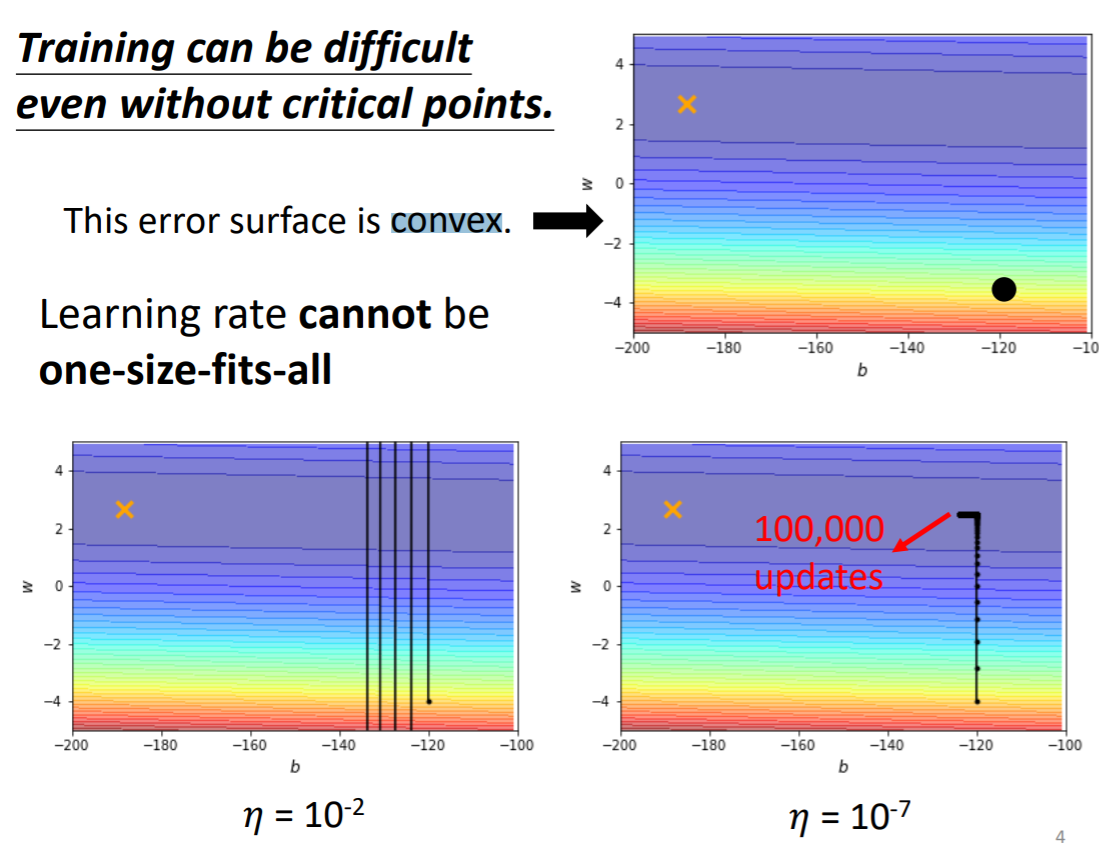 Training can be difficult
even without critical points.
This error surface is convex.
Learning rate cannot be
one-size-fits-all
4
2
0
−2
−4
w
−200
−180
−160
−140
−120
−10
b
4
2
0
−2
−4
w
−200
−180
−160
−140
−120
−100
b
η = 10-2
4
2
0
−2
−4
w
100,000
updates
−200
−180
−160
−140
−120
−100
b
η = 10-7
4